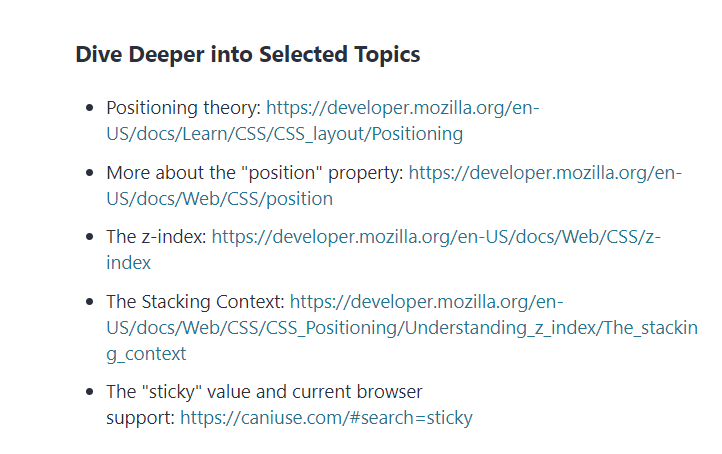 Dive Deeper into Selected Topics
Positioning theory: https://developer.mozilla.org/en-
US/docs/Learn/CSS/CSS_layout/Positioning
More about the "position" property: https://developer.mozilla.org/en-
US/docs/Web/CSS/position
The z-index: https://developer.mozilla.org/en-US/docs/Web/CSS/z-
index
The Stacking Context: https://developer.mozilla.org/en-
US/docs/Web/CSS/CSS_Positioning/Understanding_z_index/The_stackin
g_context
The "sticky" value and current browser
support: https://caniuse.com/#search=sticky